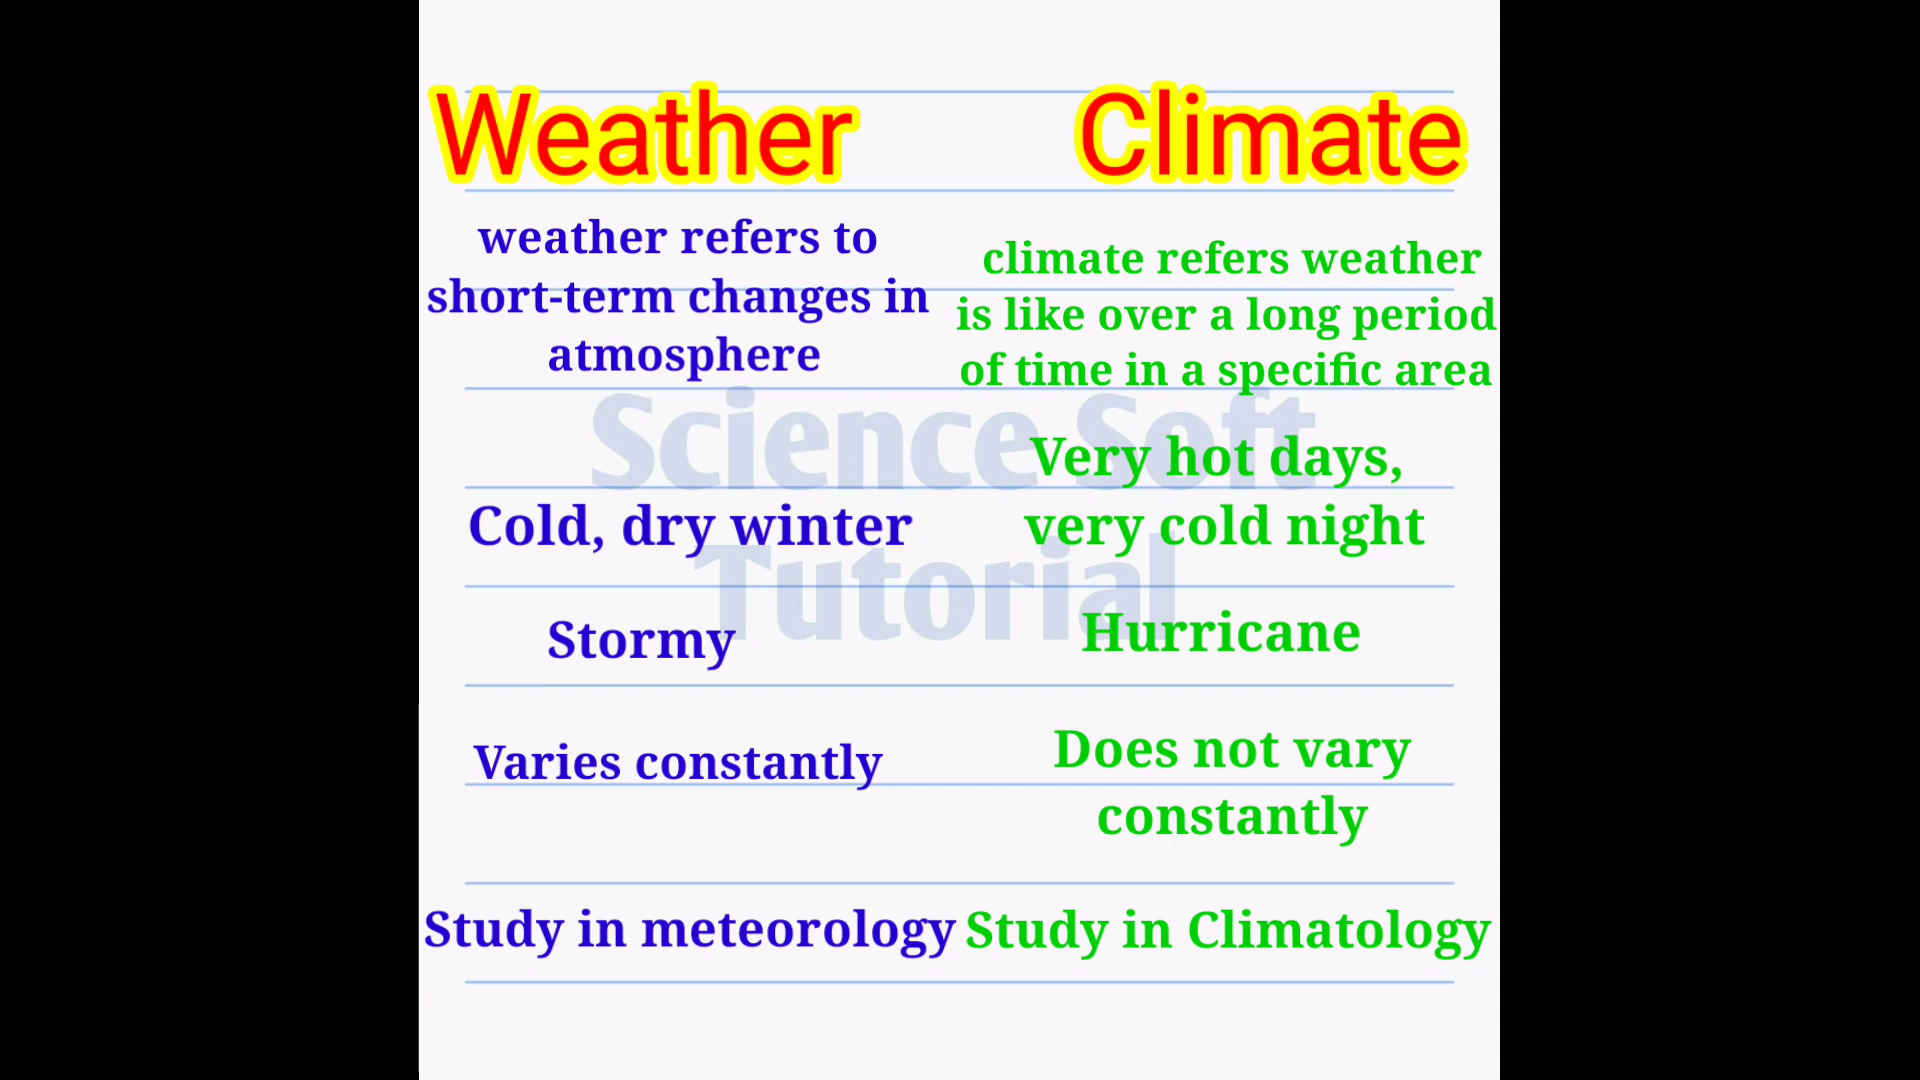 Weather Climate
weather refers to
short-term changes in
atmosphere
climate refers weather
is like over a long period
of time in a specific area
Science Soft
Tutorial
Cold, dry winter
Very hot days,
very cold night
Stormy
Hurricane
Varies constantly
Does not vary
constantly
Study in meteorology
Study in Climatology